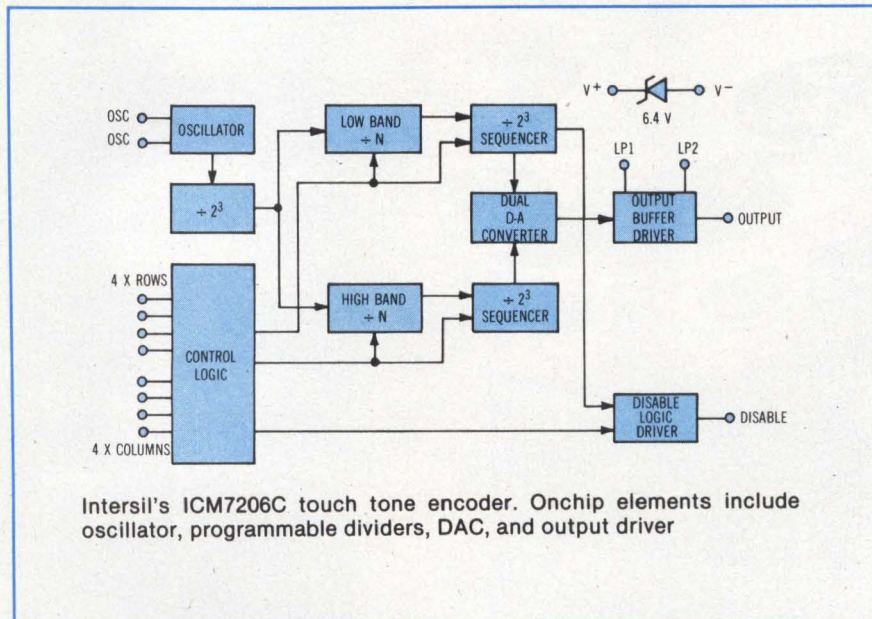 OSC
OSC
OSCILLATOR
÷ 2³
LOW BAND
÷ N
÷ 2³
SEQUENCER
V+
V−
6.4 V
LP1
LP2
DUAL
D-A
CONVERTER
OUTPUT
BUFFER
DRIVER
OUTPUT
4 X ROWS
CONTROL
LOGIC
4 X COLUMNS
HIGH BAND
÷ N
÷ 2³
SEQUENCER
DISABLE
LOGIC
DRIVER
DISABLE
Intersil's ICM7206C touch tone encoder. Onchip elements include
oscillator, programmable dividers, DAC, and output driver